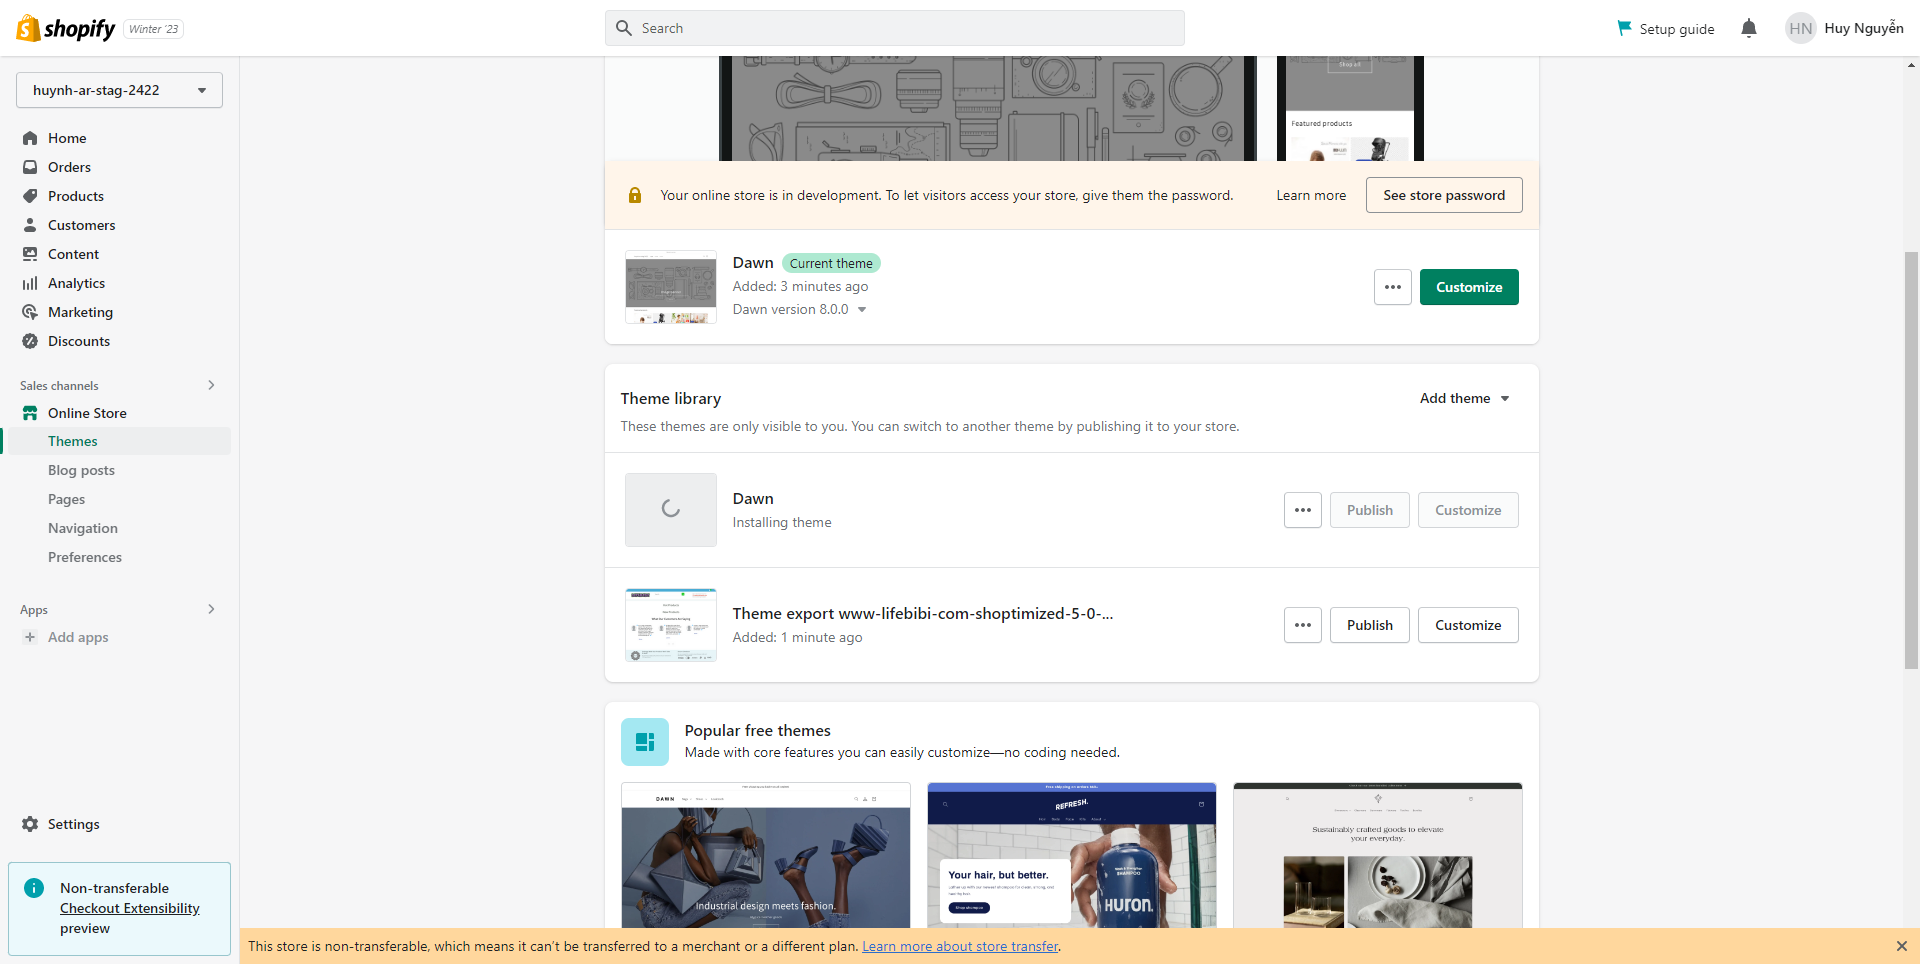 shopify
Winter '23
Search
Setup guide
HN
Huy Nguyễn
huynh-ar-stag-2422
Home
Orders
Products
Customers
Content
Analytics
Marketing
Discounts
Sales channels
Online Store
Themes
Blog posts
Pages
Navigation
Preferences
Apps
Add apps
Settings
Non-transferable
Checkout Extensibility
preview
Shop all
Featured products
Your online store is in development. To let visitors access your store, give them the password.
Learn more
See store password
Dawn
Current theme
Added: 3 minutes ago
Dawn version 8.0.0
Customize
Theme library
Add theme
These themes are only visible to you. You can switch to another theme by publishing it to your store.
Dawn
Installing theme
Publish
Customize
Theme export www-lifebibi-com-shoptimized-5-0-...
Added: 1 minute ago
Publish
Customize
Popular free themes
Made with core features you can easily customize—no coding needed.
DAWN
Industrial design meets fashion.
REFRESH.
Your hair, but better.
Shop shampoo
SHAMPOO
HURON.
Sustainably crafted goods to elevate
your everyday.
This store is non-transferable, which means it can't be transferred to a merchant or a different plan. Learn more about store transfer.